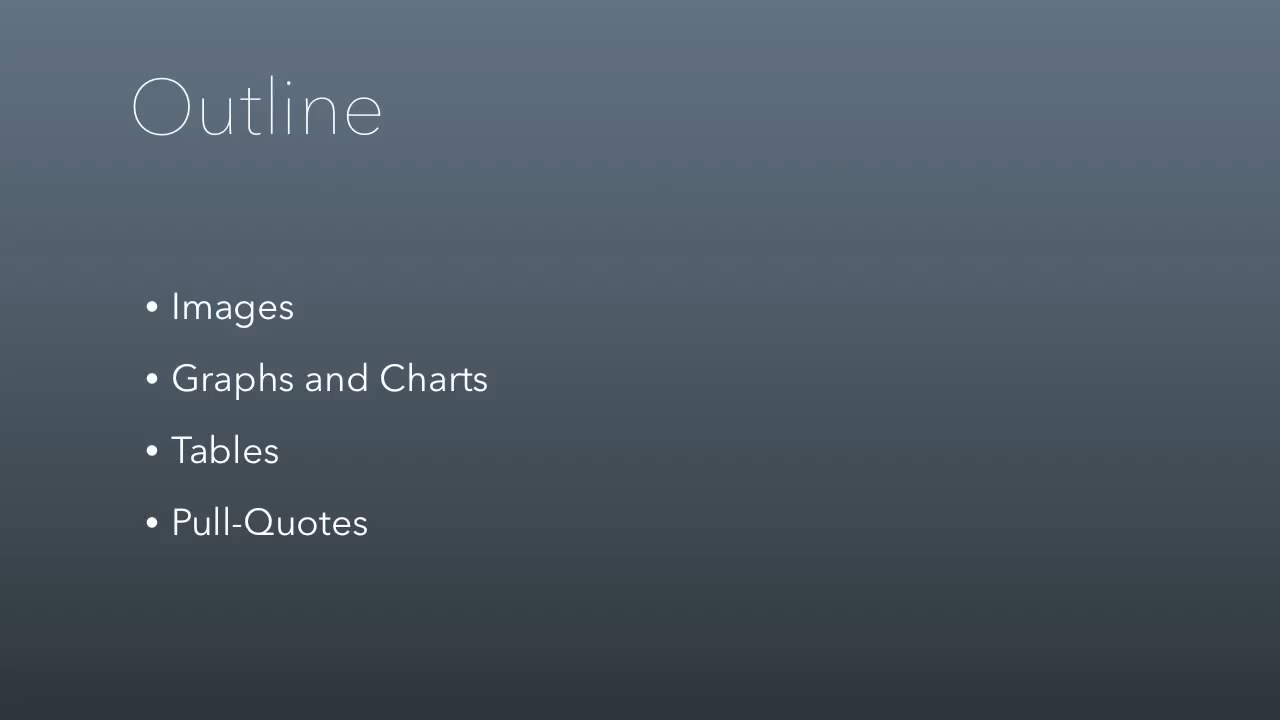 Outline
• Images
• Graphs and Charts
• Tables
• Pull-Quotes